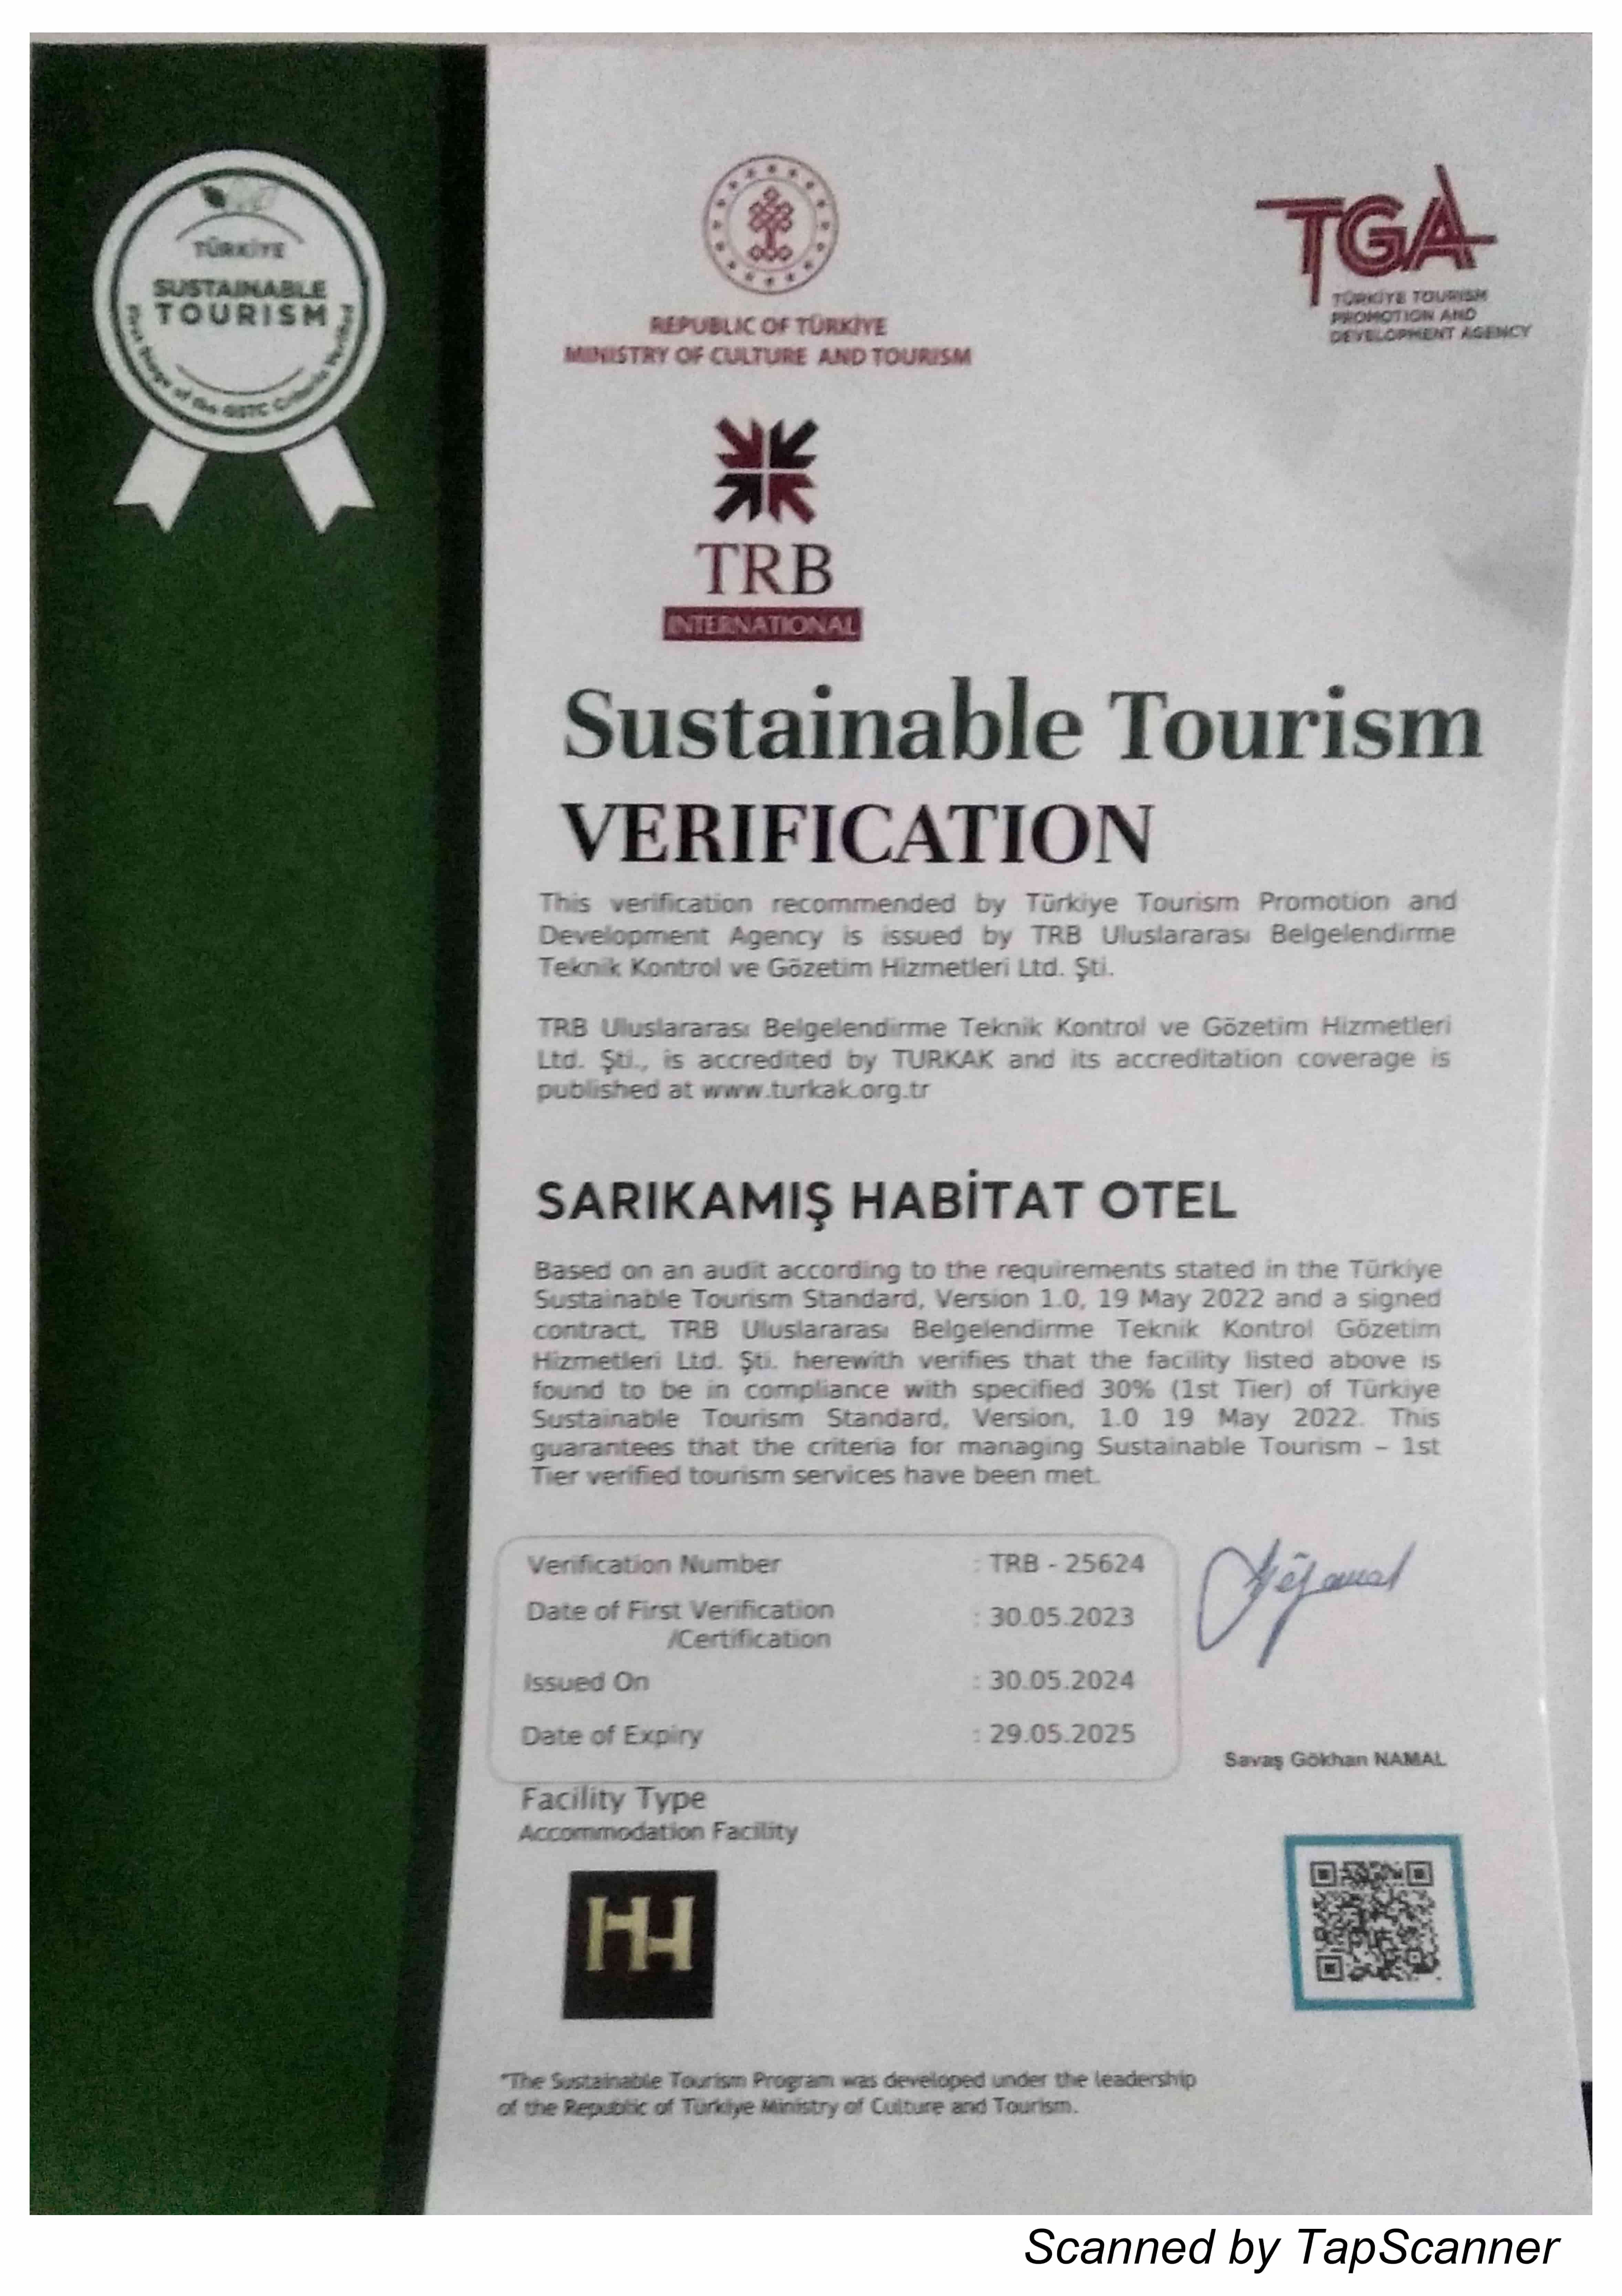 TÜRKİYE
SUSTAINABLE
TOURISM
First Stage of the GSTC Criteria Verified
REPUBLIC OF TÜRKİYE
MINISTRY OF CULTURE AND TOURISM
TGA
TÜRKİYE TOURISM
PROMOTION AND
DEVELOPMENT AGENCY
TRB
INTERNATIONAL
Sustainable Tourism
VERIFICATION
This verification recommended by Türkiye Tourism Promotion and
Development Agency is issued by TRB Uluslararası Belgelendirme
Teknik Kontrol ve Gözetim Hizmetleri Ltd. Şti.
TRB Uluslararası Belgelendirme Teknik Kontrol ve Gözetim Hizmetleri
Ltd. Şti., is accredited by TURKAK and its accreditation coverage is
published at www.turkak.org.tr
SARIKAMIŞ HABİTAT OTEL
Based on an audit according to the requirements stated in the Türkiye
Sustainable Tourism Standard, Version 1.0, 19 May 2022 and a signed
contract, TRB Uluslararası Belgelendirme Teknik Kontrol Gözetim
Hizmetleri Ltd. Şti. herewith verifies that the facility listed above is
found to be in compliance with specified 30% (1st Tier) of Türkiye
Sustainable Tourism Standard, Version, 1.0 19 May 2022. This
guarantees that the criteria for managing Sustainable Tourism – 1st
Tier verified tourism services have been met.
Verification Number : TRB - 25624
Date of First Verification : 30.05.2023
/Certification
Issued On : 30.05.2024
Date of Expiry : 29.05.2025
Savaş Gökhan NAMAL
Facility Type
Accommodation Facility
HH
*The Sustainable Tourism Program was developed under the leadership
of the Republic of Türkiye Ministry of Culture and Tourism.
Scanned by TapScanner